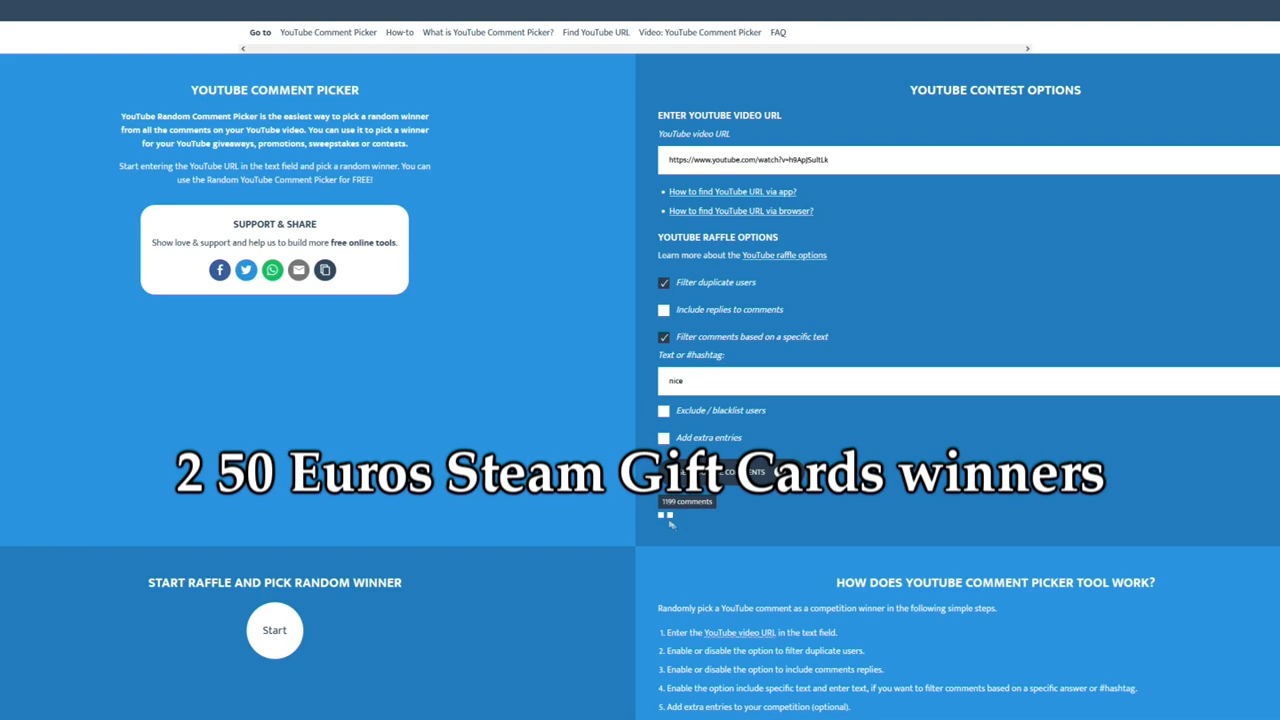 Go to YouTube Comment Picker How-to What is YouTube Comment Picker? Find YouTube URL Video: YouTube Comment Picker FAQ
YOUTUBE COMMENT PICKER
YouTube Random Comment Picker is the easiest way to pick a random winner
from all the comments on your YouTube video. You can use it to pick a winner
for your YouTube giveaways, promotions, sweepstakes or contests.
Start entering the YouTube URL in the text field and pick a random winner. You can
use the Random YouTube Comment Picker for FREE!
SUPPORT & SHARE
Show love & support and help us to build more free online tools.
YOUTUBE CONTEST OPTIONS
ENTER YOUTUBE VIDEO URL
YouTube video URL
https://www.youtube.com/watch?v=h9ApJSultLk
How to find YouTube URL via app?
How to find YouTube URL via browser?
YOUTUBE RAFFLE OPTIONS
Learn more about the YouTube raffle options
Filter duplicate users
Include replies to comments
Filter comments based on a specific text
Text or #hashtag:
nice
Exclude / blacklist users
Add extra entries
2 50 Euros Steam Gift Cards winners
1199 comments
START RAFFLE AND PICK RANDOM WINNER
Start
HOW DOES YOUTUBE COMMENT PICKER TOOL WORK?
Randomly pick a YouTube comment as a competition winner in the following simple steps.
1. Enter the YouTube video URL in the text field.
2. Enable or disable the option to filter duplicate users.
3. Enable or disable the option to include comments replies.
4. Enable the option include specific text and enter text, if you want to filter comments based on a specific answer or #hashtag.
5. Add extra entries to your competition (optional).